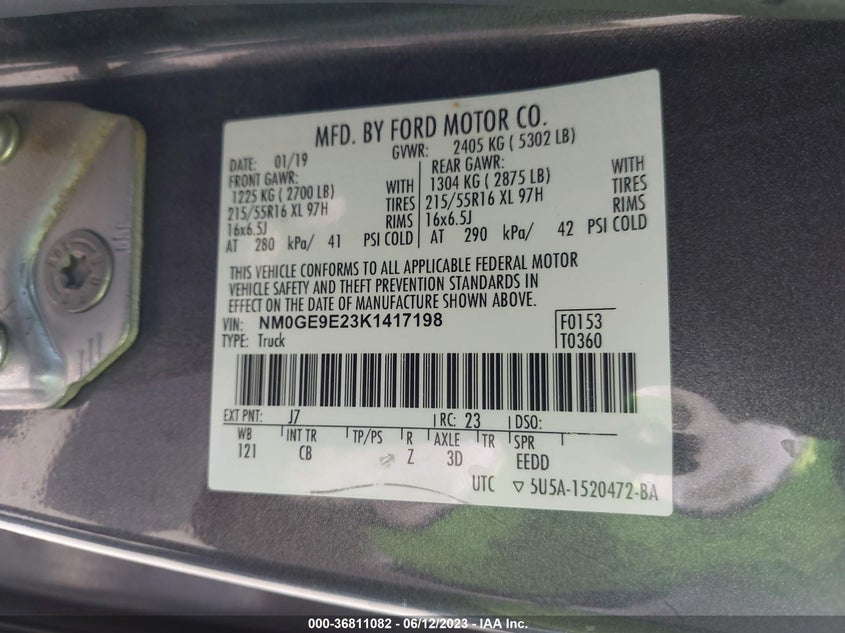 MFD. BY FORD MOTOR CO.
DATE: 01/19 GVWR: 2405 KG ( 5302 LB)
FRONT GAWR: REAR GAWR:
1225 KG ( 2700 LB) WITH 1304 KG ( 2875 LB) WITH
215/55R16 XL 97H TIRES 215/55R16 XL 97H TIRES
16x6.5J RIMS 16x6.5J RIMS
AT 280 kPa/ 41 PSI COLD AT 290 kPa/ 42 PSI COLD
THIS VEHICLE CONFORMS TO ALL APPLICABLE FEDERAL MOTOR
VEHICLE SAFETY AND THEFT PREVENTION STANDARDS IN
EFFECT ON THE DATE OF MANUFACTURE SHOWN ABOVE.
VIN: NM0GE9E23K1417198 F0153
TYPE: Truck T0360
EXT PNT: J7 RC: 23 DSO:
WB INT TR TP/PS R AXLE TR SPR
121 CB Z 3D EEDD
UTC ▽ 5U5A-1520472-BA
000-36811082 - 06/12/2023 - IAA Inc.